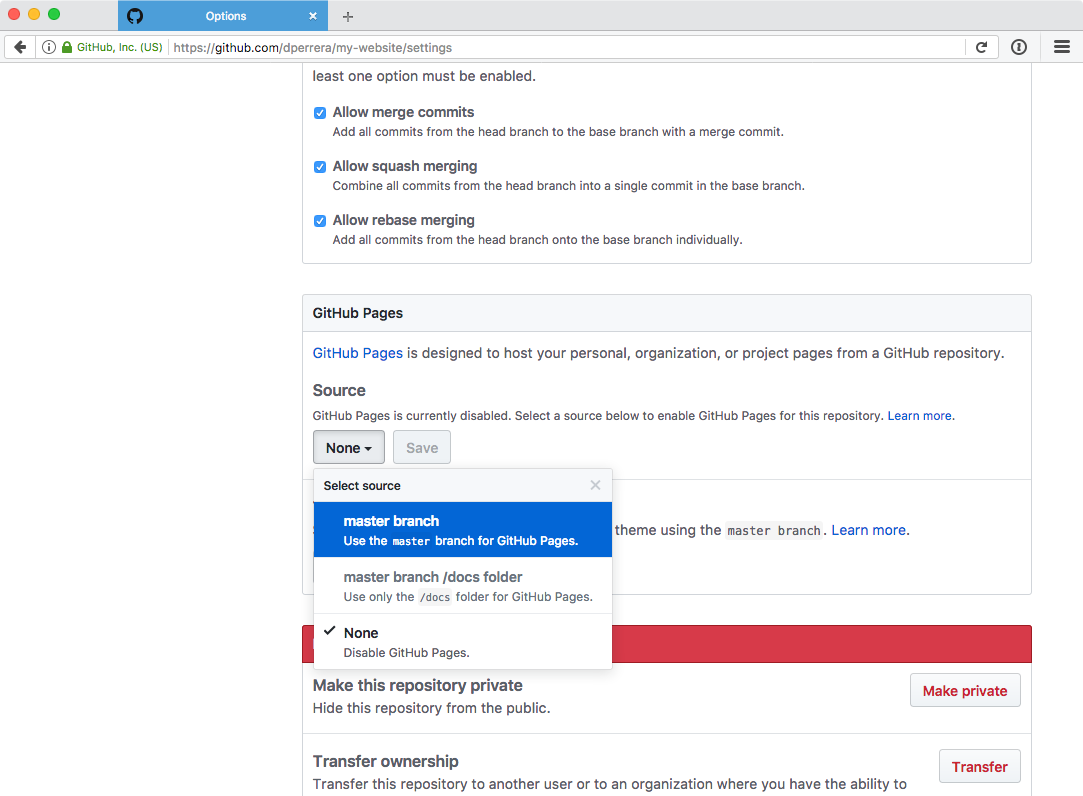 Options
GitHub, Inc. (US) https://github.com/dperrera/my-website/settings
least one option must be enabled.
Allow merge commits
Add all commits from the head branch to the base branch with a merge commit.
Allow squash merging
Combine all commits from the head branch into a single commit in the base branch.
Allow rebase merging
Add all commits from the head branch onto the base branch individually.
GitHub Pages
GitHub Pages is designed to host your personal, organization, or project pages from a GitHub repository.
Source
GitHub Pages is currently disabled. Select a source below to enable GitHub Pages for this repository. Learn more.
None Save
Select source
master branch
Use the master branch for GitHub Pages.
theme using the master branch. Learn more.
master branch /docs folder
Use only the /docs folder for GitHub Pages.
None
Disable GitHub Pages.
Make this repository private
Hide this repository from the public.
Make private
Transfer ownership
Transfer this repository to another user or to an organization where you have the ability to
Transfer